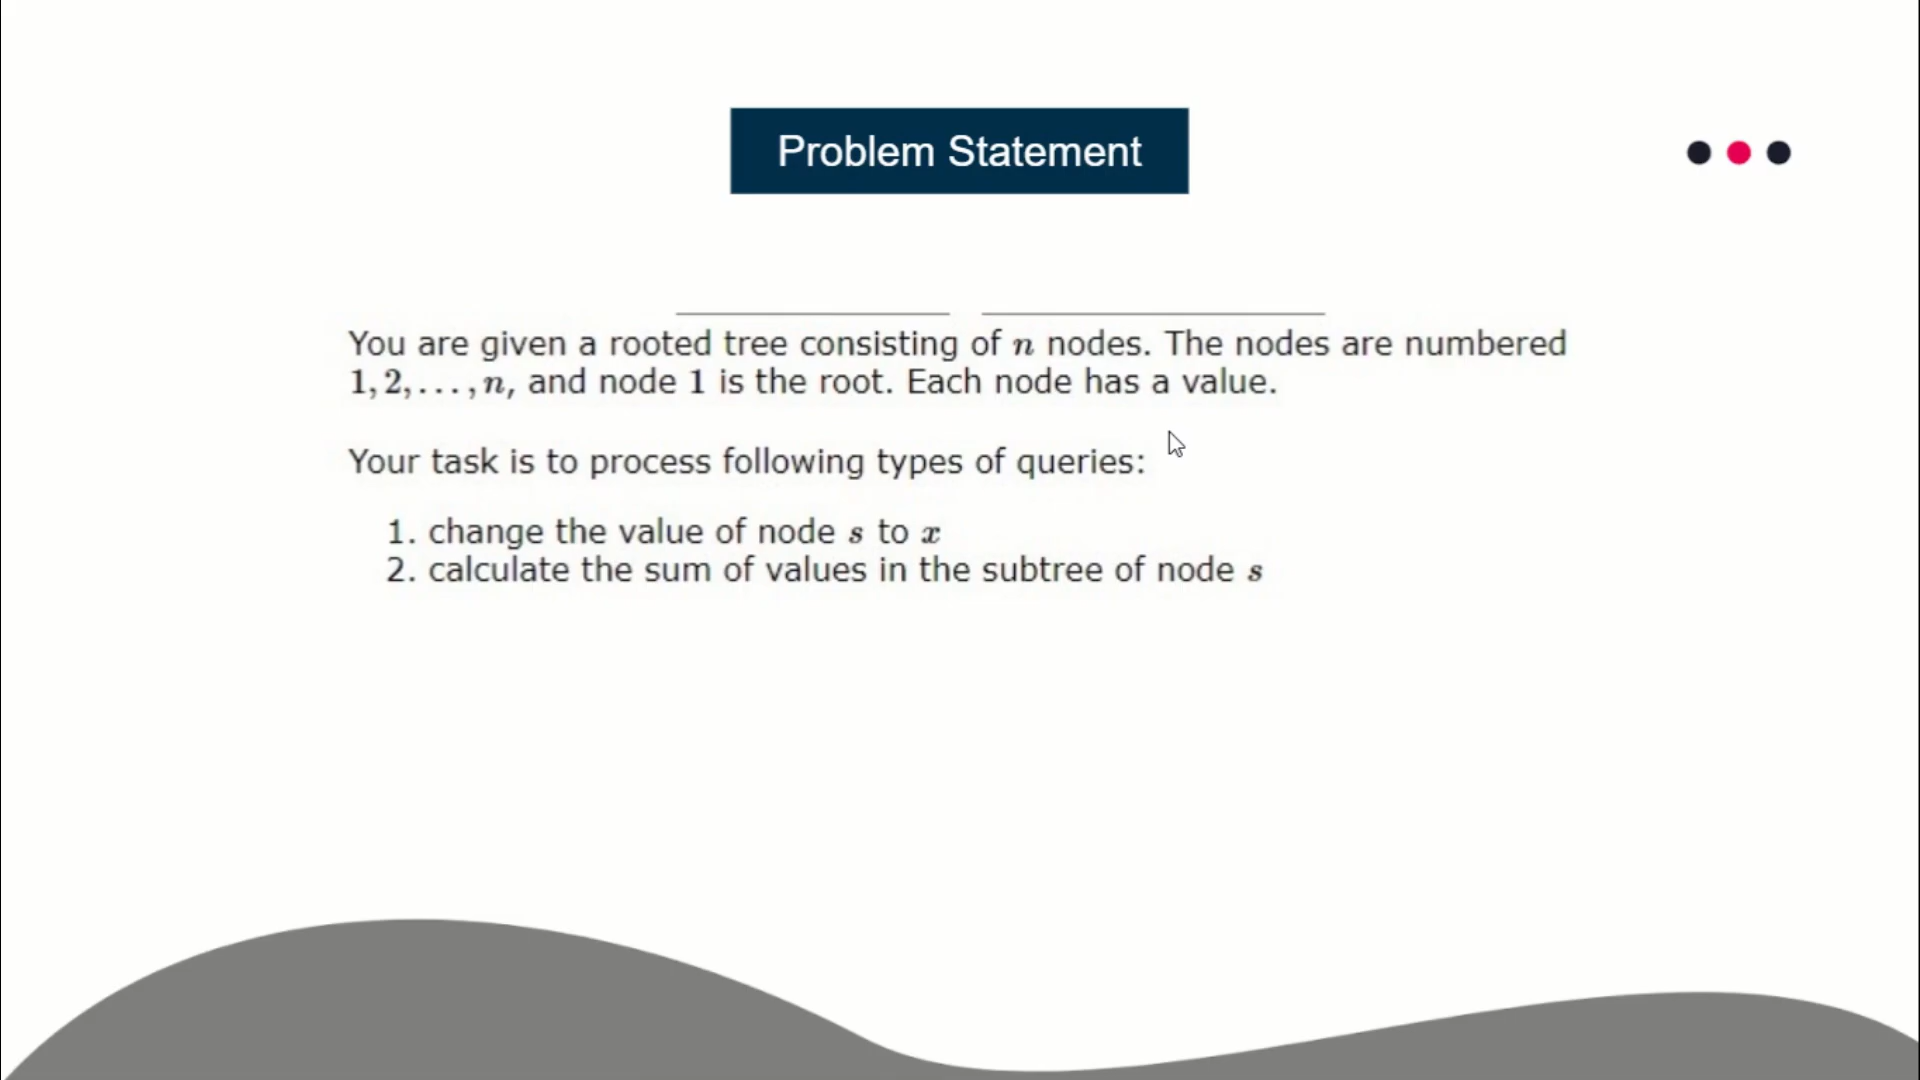 Problem Statement
You are given a rooted tree consisting of n nodes. The nodes are numbered
1, 2, . . . , n, and node 1 is the root. Each node has a value.
Your task is to process following types of queries:
1. change the value of node s to x
2. calculate the sum of values in the subtree of node s